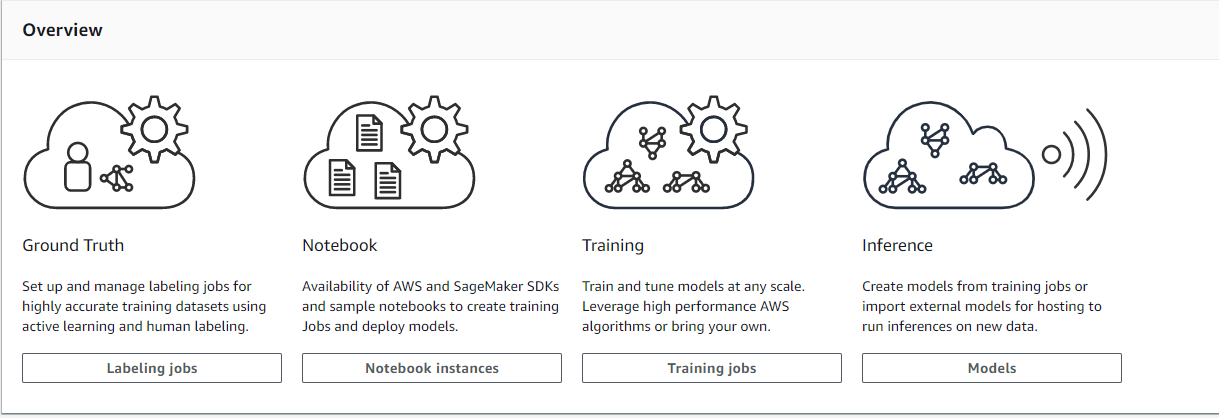 Overview
Ground Truth
Set up and manage labeling jobs for
highly accurate training datasets using
active learning and human labeling.
Labeling jobs
Notebook
Availability of AWS and SageMaker SDKs
and sample notebooks to create training
Jobs and deploy models.
Notebook instances
Training
Train and tune models at any scale.
Leverage high performance AWS
algorithms or bring your own.
Training jobs
Inference
Create models from training jobs or
import external models for hosting to
run inferences on new data.
Models